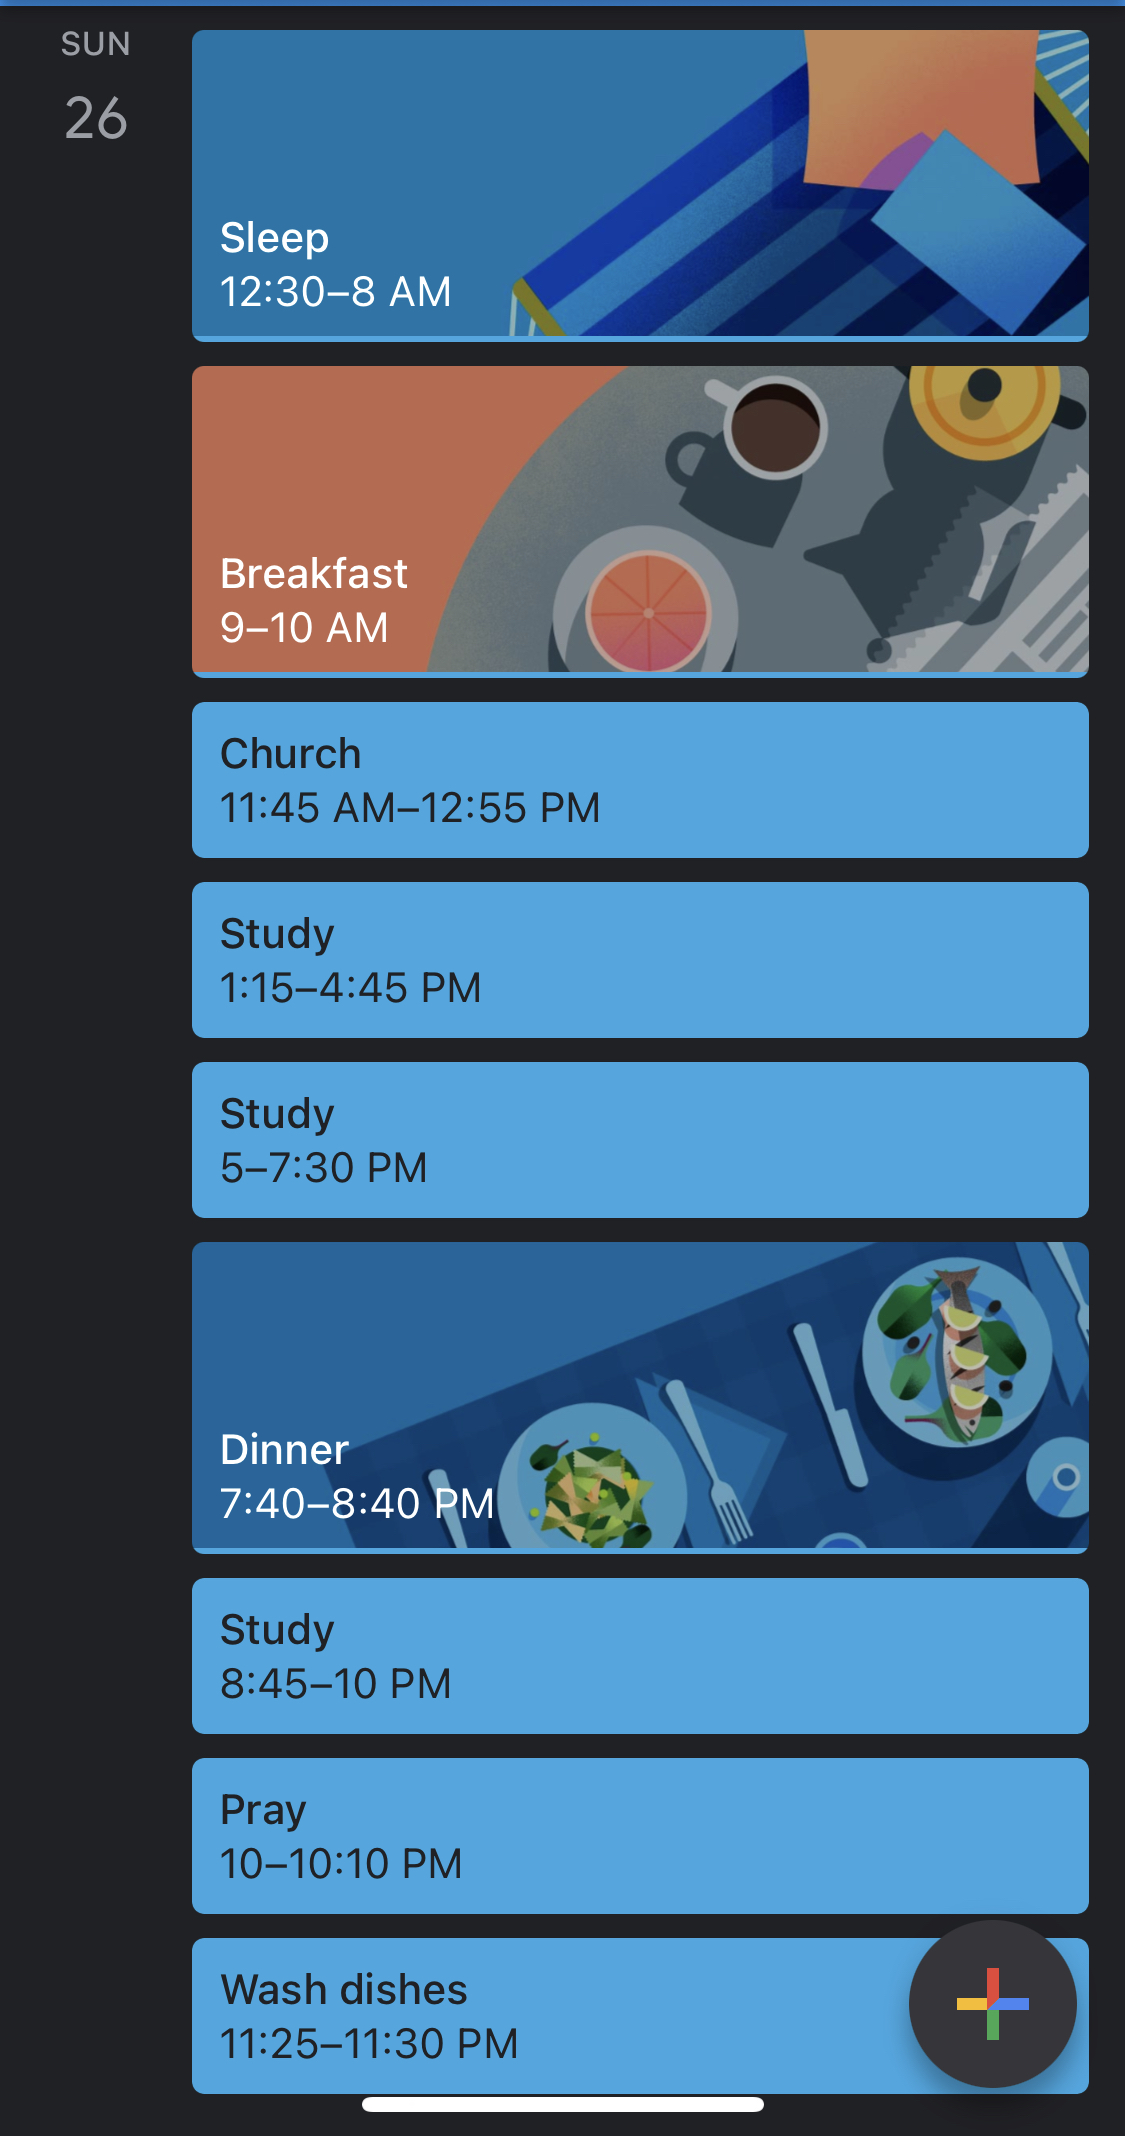 SUN
26
Sleep
12:30–8 AM
Breakfast
9–10 AM
Church
11:45 AM–12:55 PM
Study
1:15–4:45 PM
Study
5–7:30 PM
Dinner
7:40–8:40 PM
Study
8:45–10 PM
Pray
10–10:10 PM
Wash dishes
11:25–11:30 PM